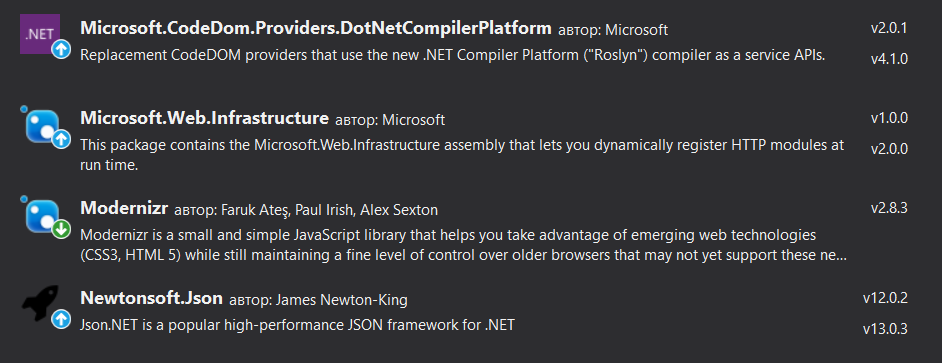 .NET
Microsoft.CodeDom.Providers.DotNetCompilerPlatform автор: Microsoft v2.0.1
Replacement CodeDOM providers that use the new .NET Compiler Platform ("Roslyn") compiler as a service APIs. v4.1.0
Microsoft.Web.Infrastructure автор: Microsoft v1.0.0
This package contains the Microsoft.Web.Infrastructure assembly that lets you dynamically register HTTP modules at v2.0.0
run time.
Modernizr автор: Faruk Ateş, Paul Irish, Alex Sexton v2.8.3
Modernizr is a small and simple JavaScript library that helps you take advantage of emerging web technologies
(CSS3, HTML 5) while still maintaining a fine level of control over older browsers that may not yet support these ne...
Newtonsoft.Json автор: James Newton-King v12.0.2
Json.NET is a popular high-performance JSON framework for .NET v13.0.3